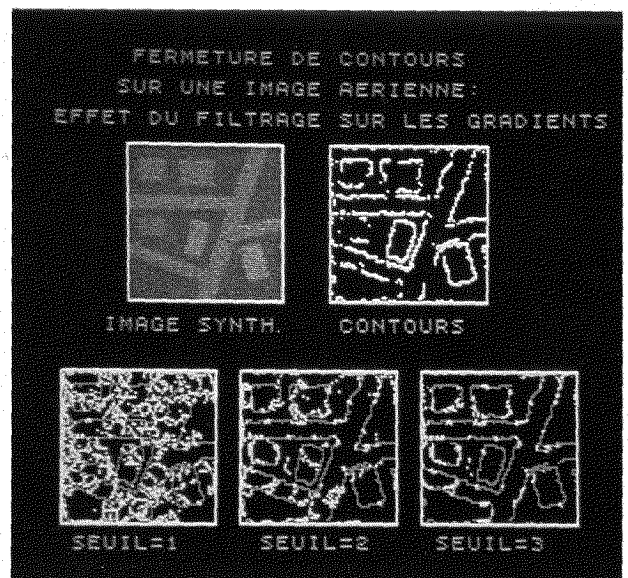 FERMETURE DE CONTOURS
SUR UNE IMAGE AERIENNE:
EFFET DU FILTRAGE SUR LES GRADIENTS
IMAGE SYNTH. CONTOURS
SEUIL=1 SEUIL=2 SEUIL=3